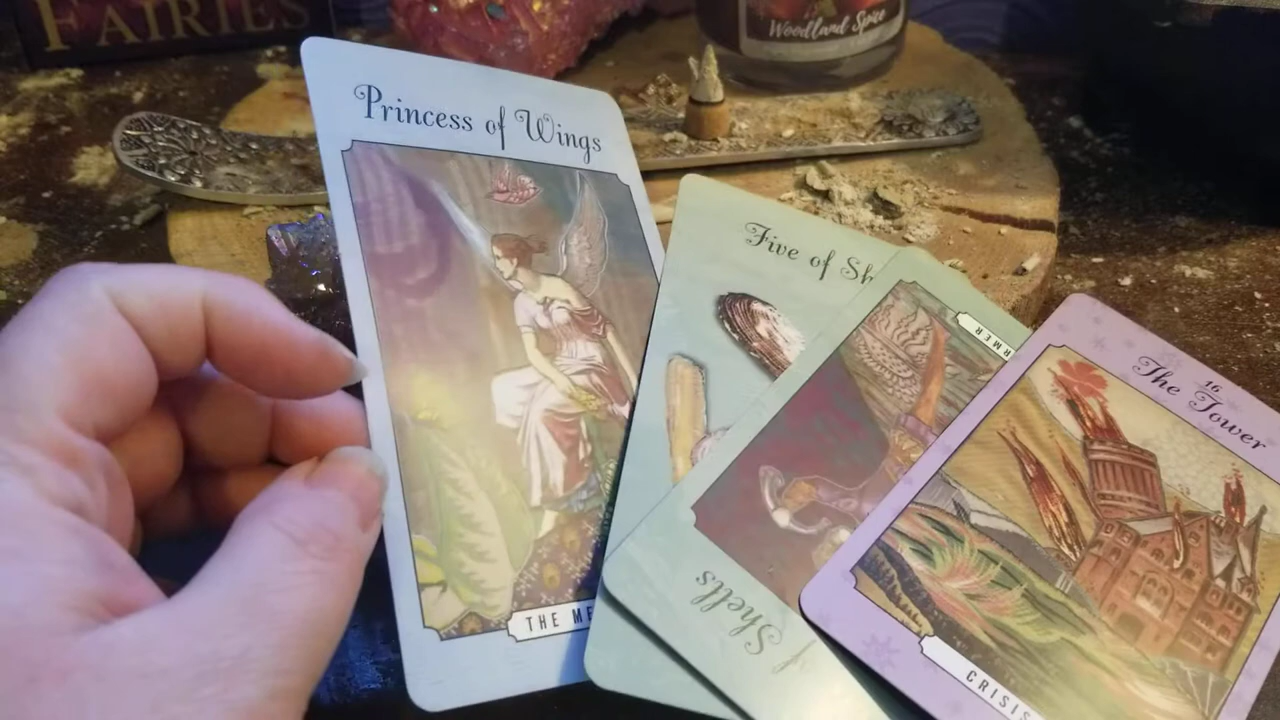 FAIRIES
Woodland Spice
Princess of Wings
THE ME
Five of Sh
RMER
f Shells
16
The Tower
CRISIS